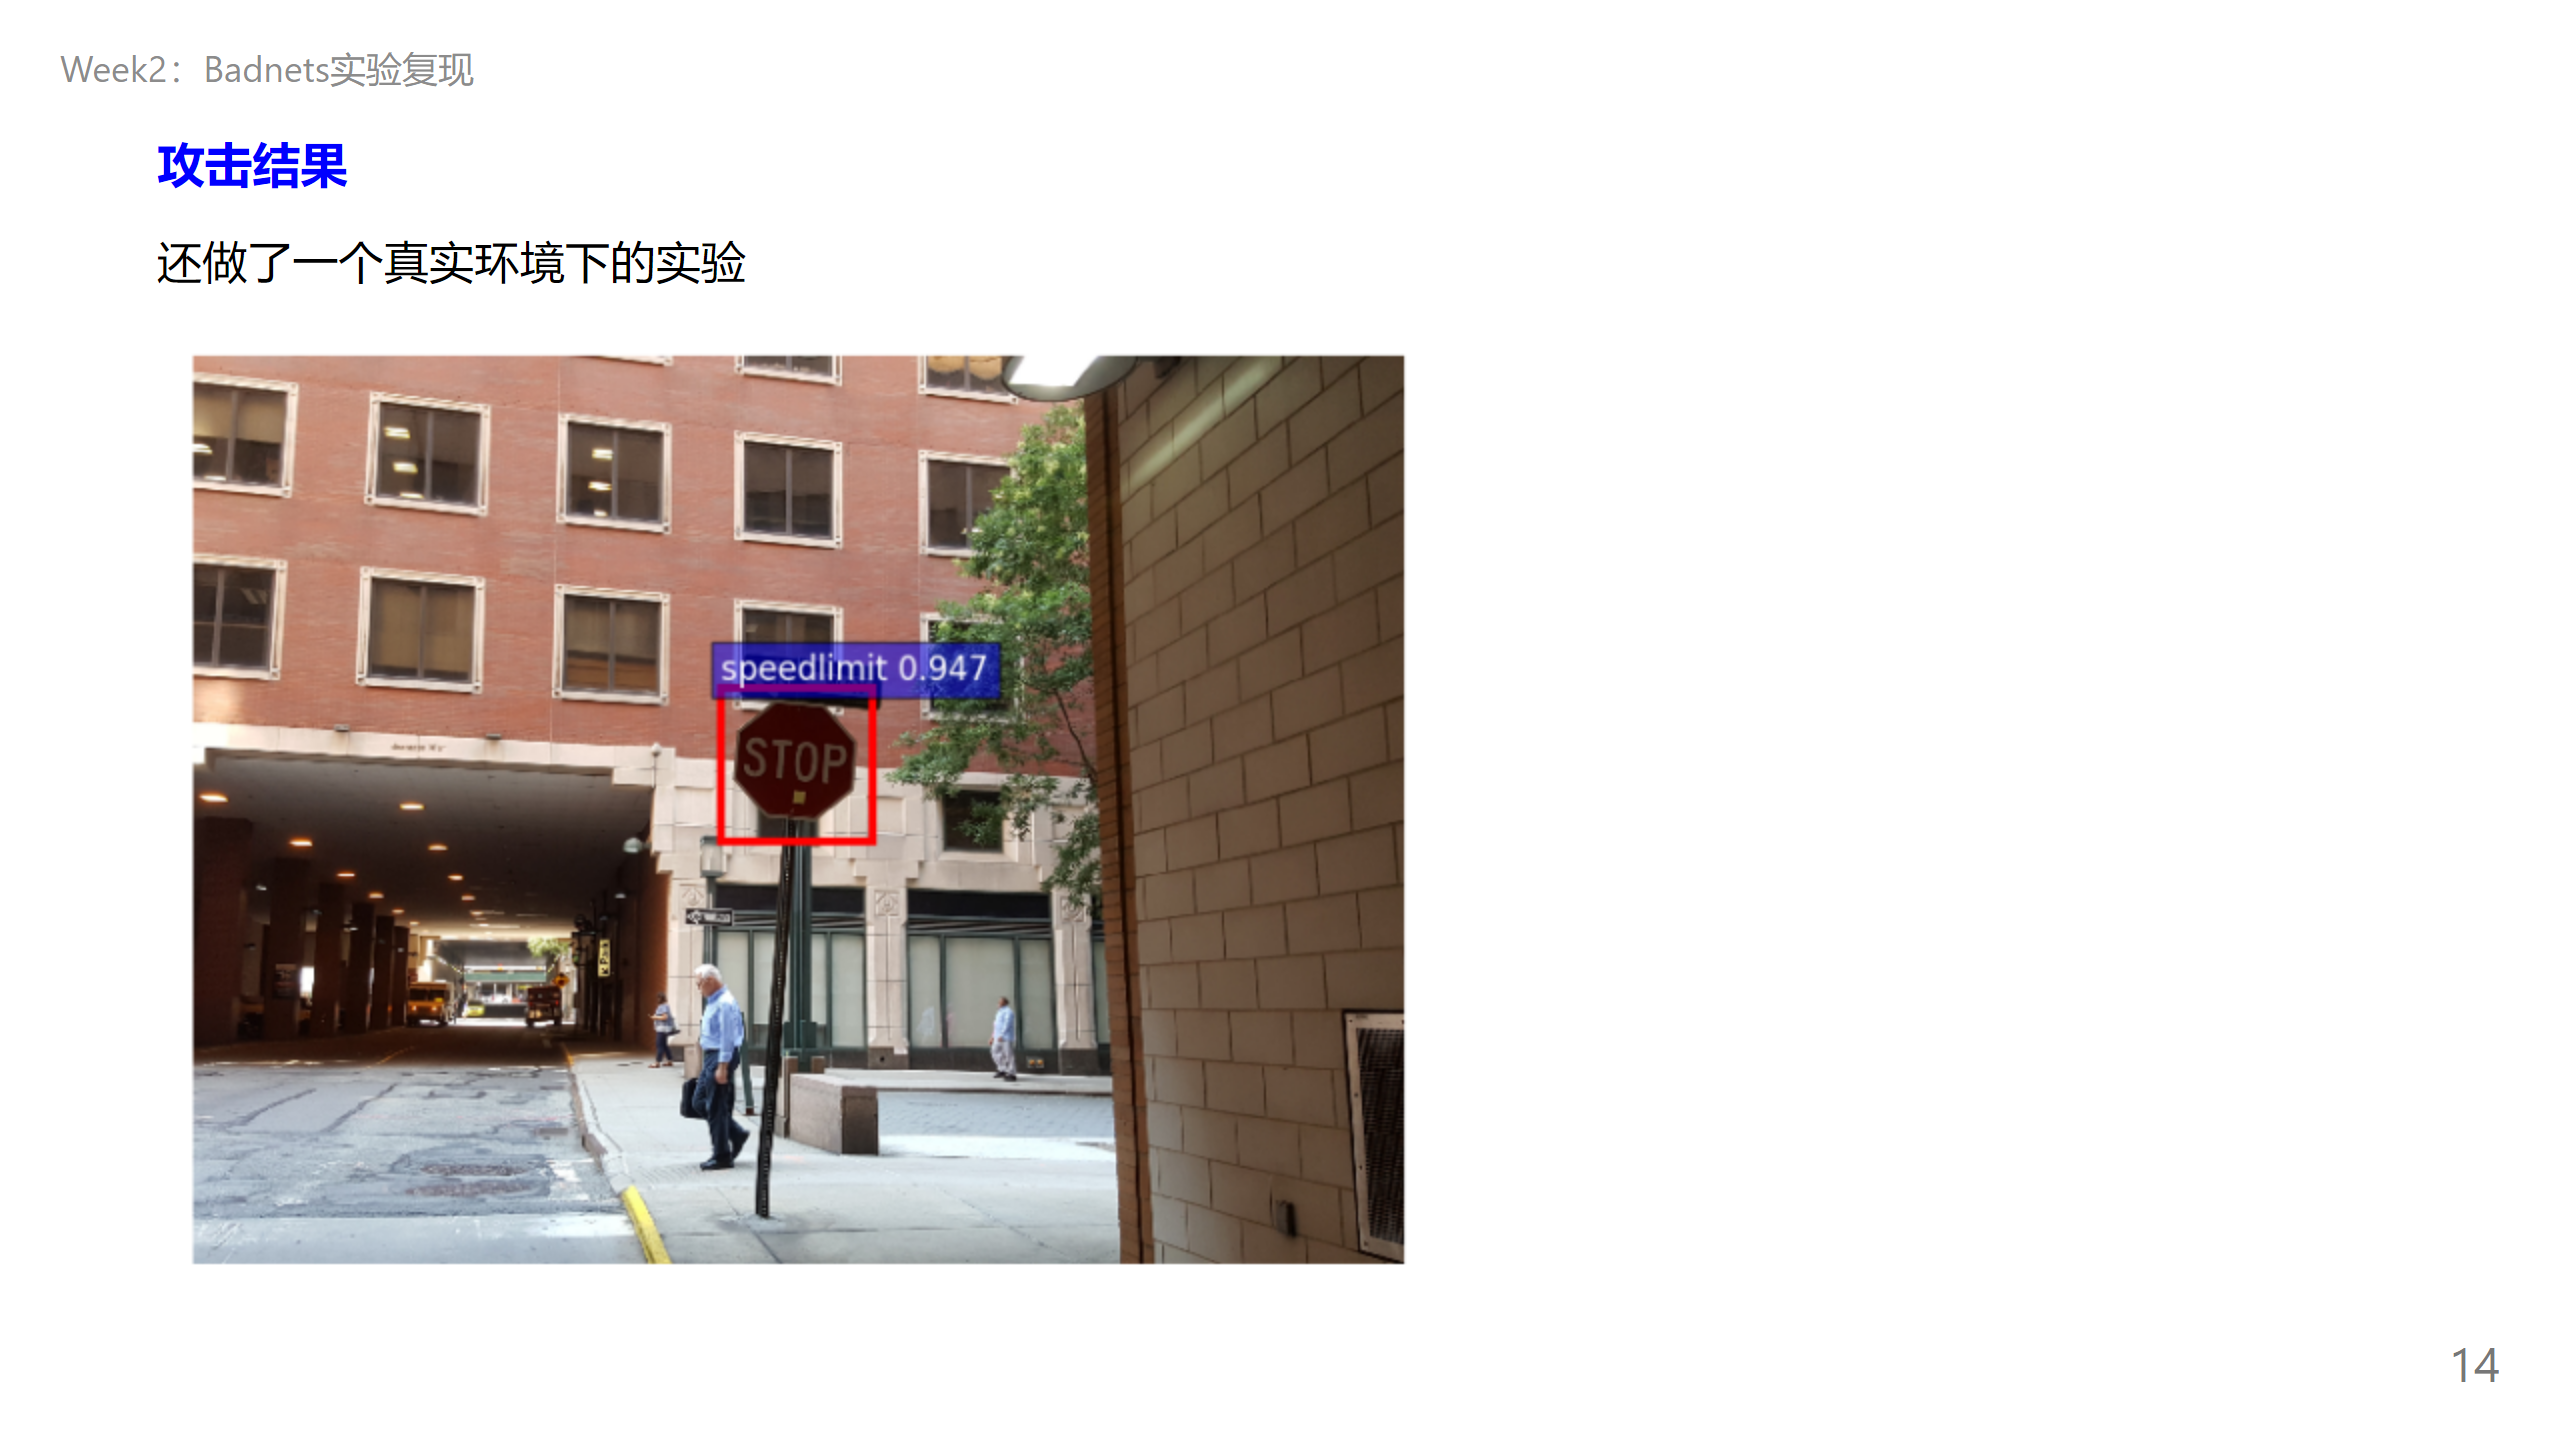 Week2：Badnets实验复现
攻击结果
还做了一个真实环境下的实验
speedlimit 0.947
STOP
14